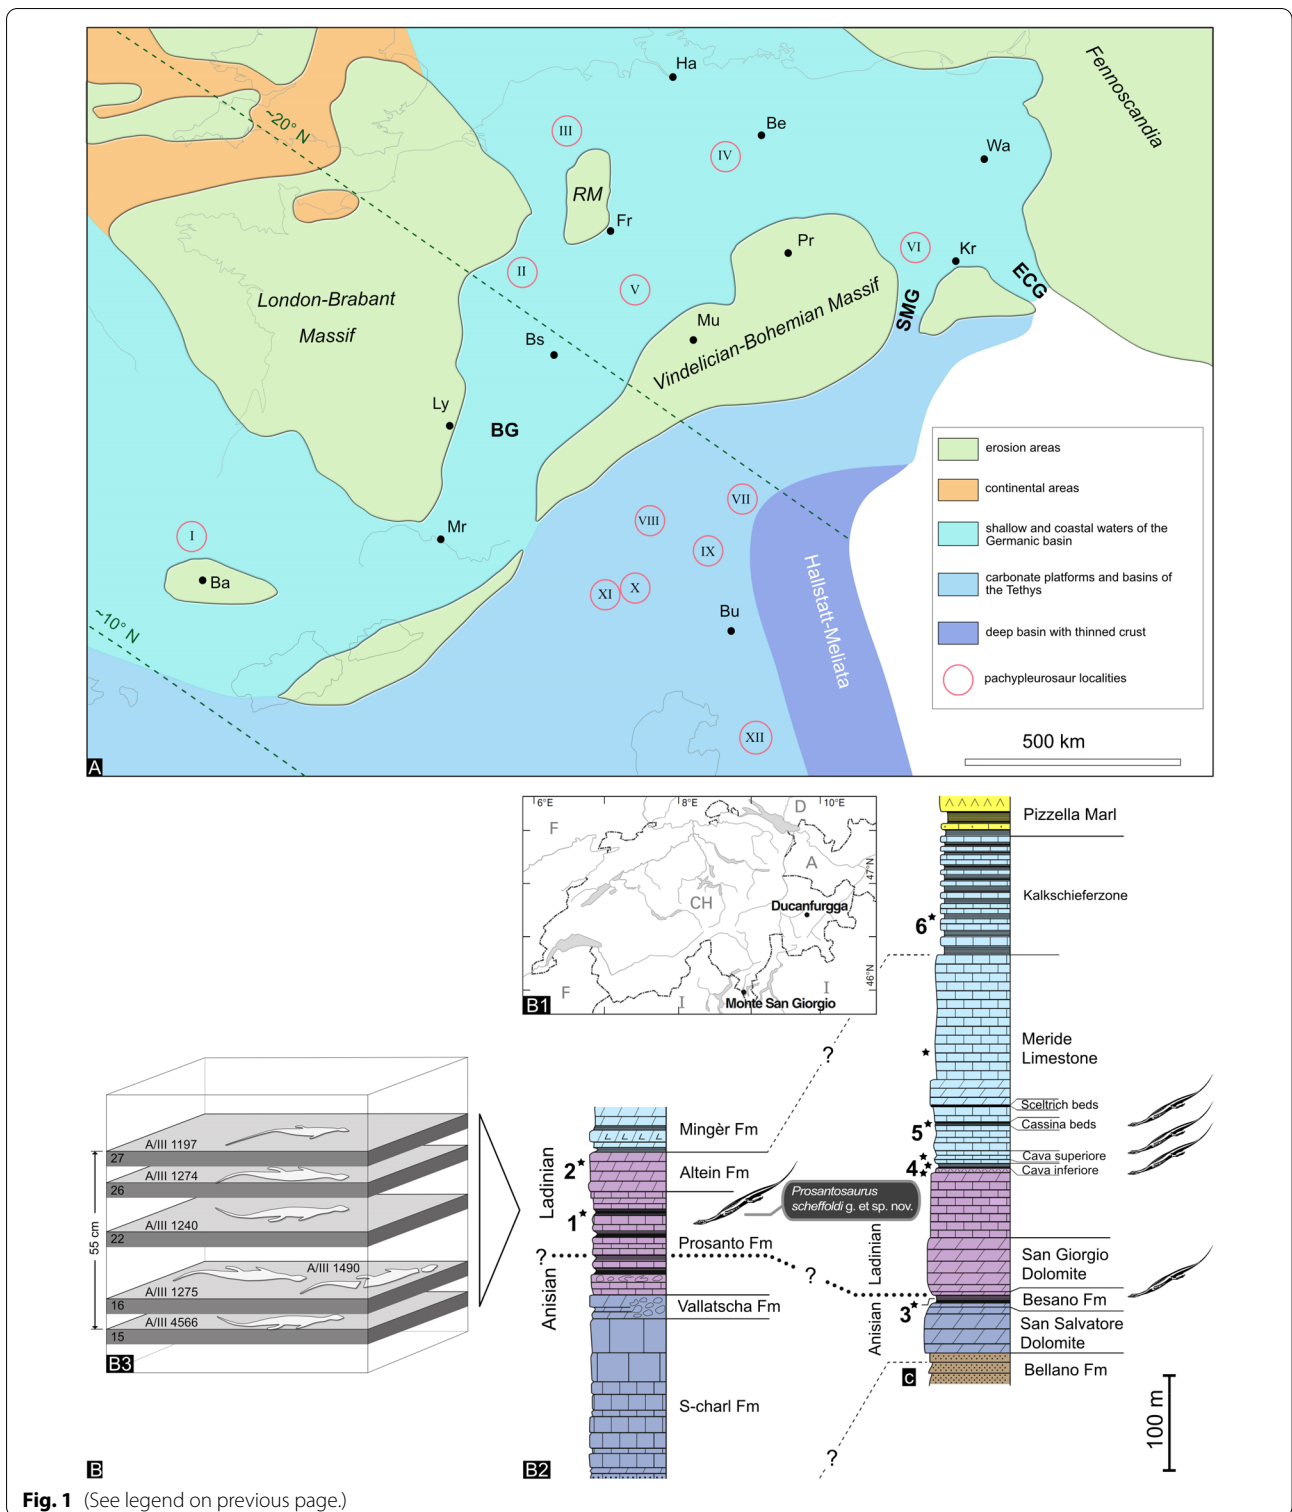 Ha
Fennoscandia
~20° N
III
Be
IV
Wa
RM
Fr
Pr
VI
Kr
II
V
ECG
London-Brabant
Massif
SMG
Mu
Vindelician-Bohemian Massif
Bs
Ly
BG
erosion areas
continental areas
shallow and coastal waters of the
Germanic basin
carbonate platforms and basins of
the Tethys
deep basin with thinned crust
pachypleurosaur localities
500 km
VII
VIII
Mr
I
IX
Hallstatt-Meliata
Ba
XI
X
Bu
~10° N
XII
A
6°E
8°E
10°E
D
F
A
47°N
CH
Ducanfurgga
F
I
I
46°N
Monte San Giorgio
B1
Pizzella Marl
Kalkschieferzone
6
Meride
Limestone
?
Sceltrich beds
Cassina beds
5
Cava superiore
4
Cava inferiore
A/III 1197
27
A/III 1274
26
A/III 1240
22
55 cm
A/III 1490
A/III 1275
16
A/III 4566
15
B3
Mingèr Fm
Ladinian
2
Altein Fm
Prosantosaurus
scheffoldi g. et sp. nov.
1
Prosanto Fm
?
?
Anisian
Vallatscha Fm
S-charl Fm
Ladinian
San Giorgio
Dolomite
Besano Fm
Anisian
3
San Salvatore
Dolomite
C
Bellano Fm
100 m
?
B
B2
Fig. 1 (See legend on previous page.)